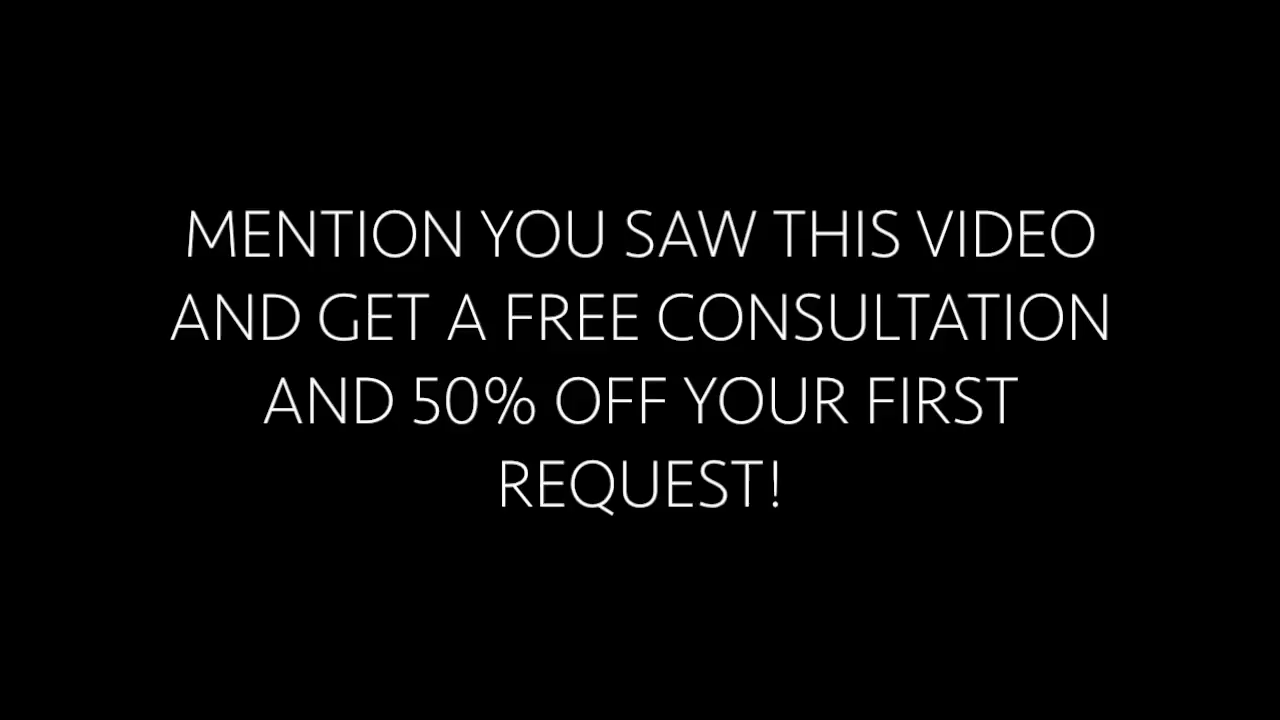 MENTION YOU SAW THIS VIDEO
AND GET A FREE CONSULTATION
AND 50% OFF YOUR FIRST
REQUEST!